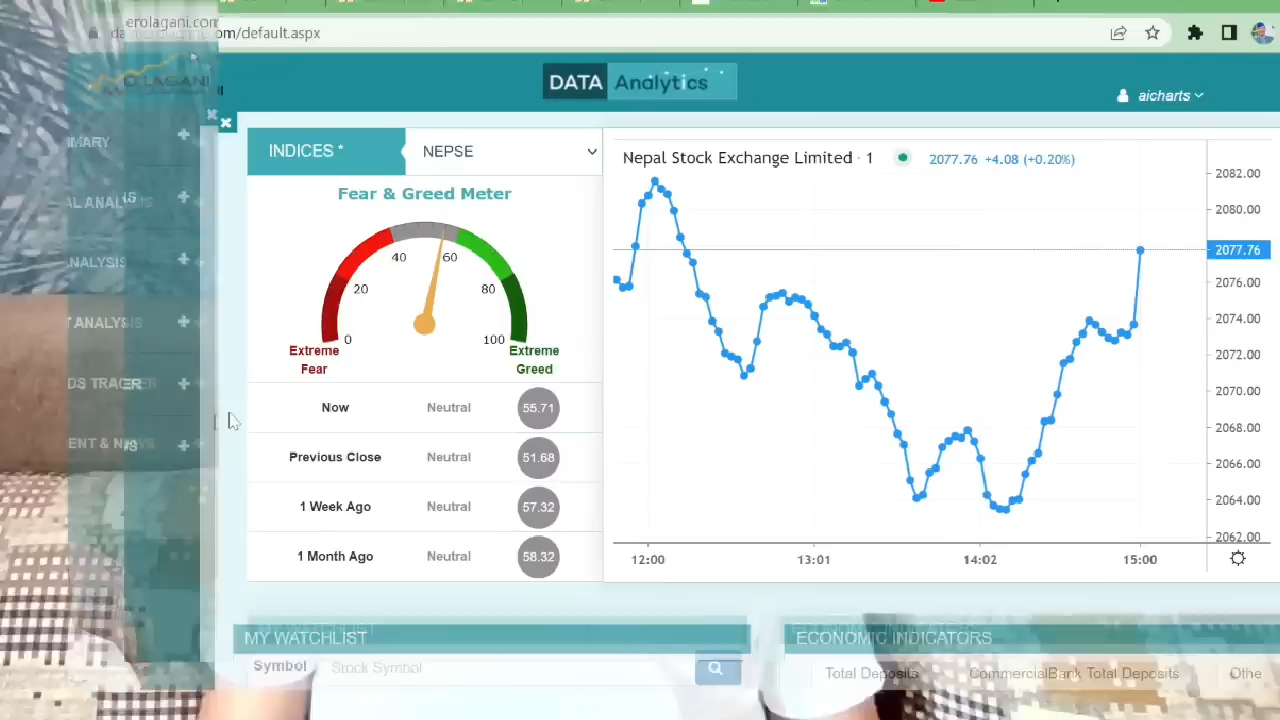 erolagani.com
om/default.aspx
DATA Analytics
aicharts
INDICES *
NEPSE
Fear & Greed Meter
0
20
40
60
80
100
Extreme Fear
Extreme Greed
Now Neutral 55.71
Previous Close Neutral 51.68
1 Week Ago Neutral 57.32
1 Month Ago Neutral 58.32
Nepal Stock Exchange Limited · 1 2077.76 +4.08 (+0.20%)
2082.00
2080.00
2077.76
2076.00
2074.00
2072.00
2070.00
2068.00
2066.00
2064.00
2062.00
12:00 13:01 14:02 15:00
MY WATCHLIST
Symbol Stock Symbol
ECONOMIC INDICATORS
Total Deposits CommercialBank Total Deposits Othe